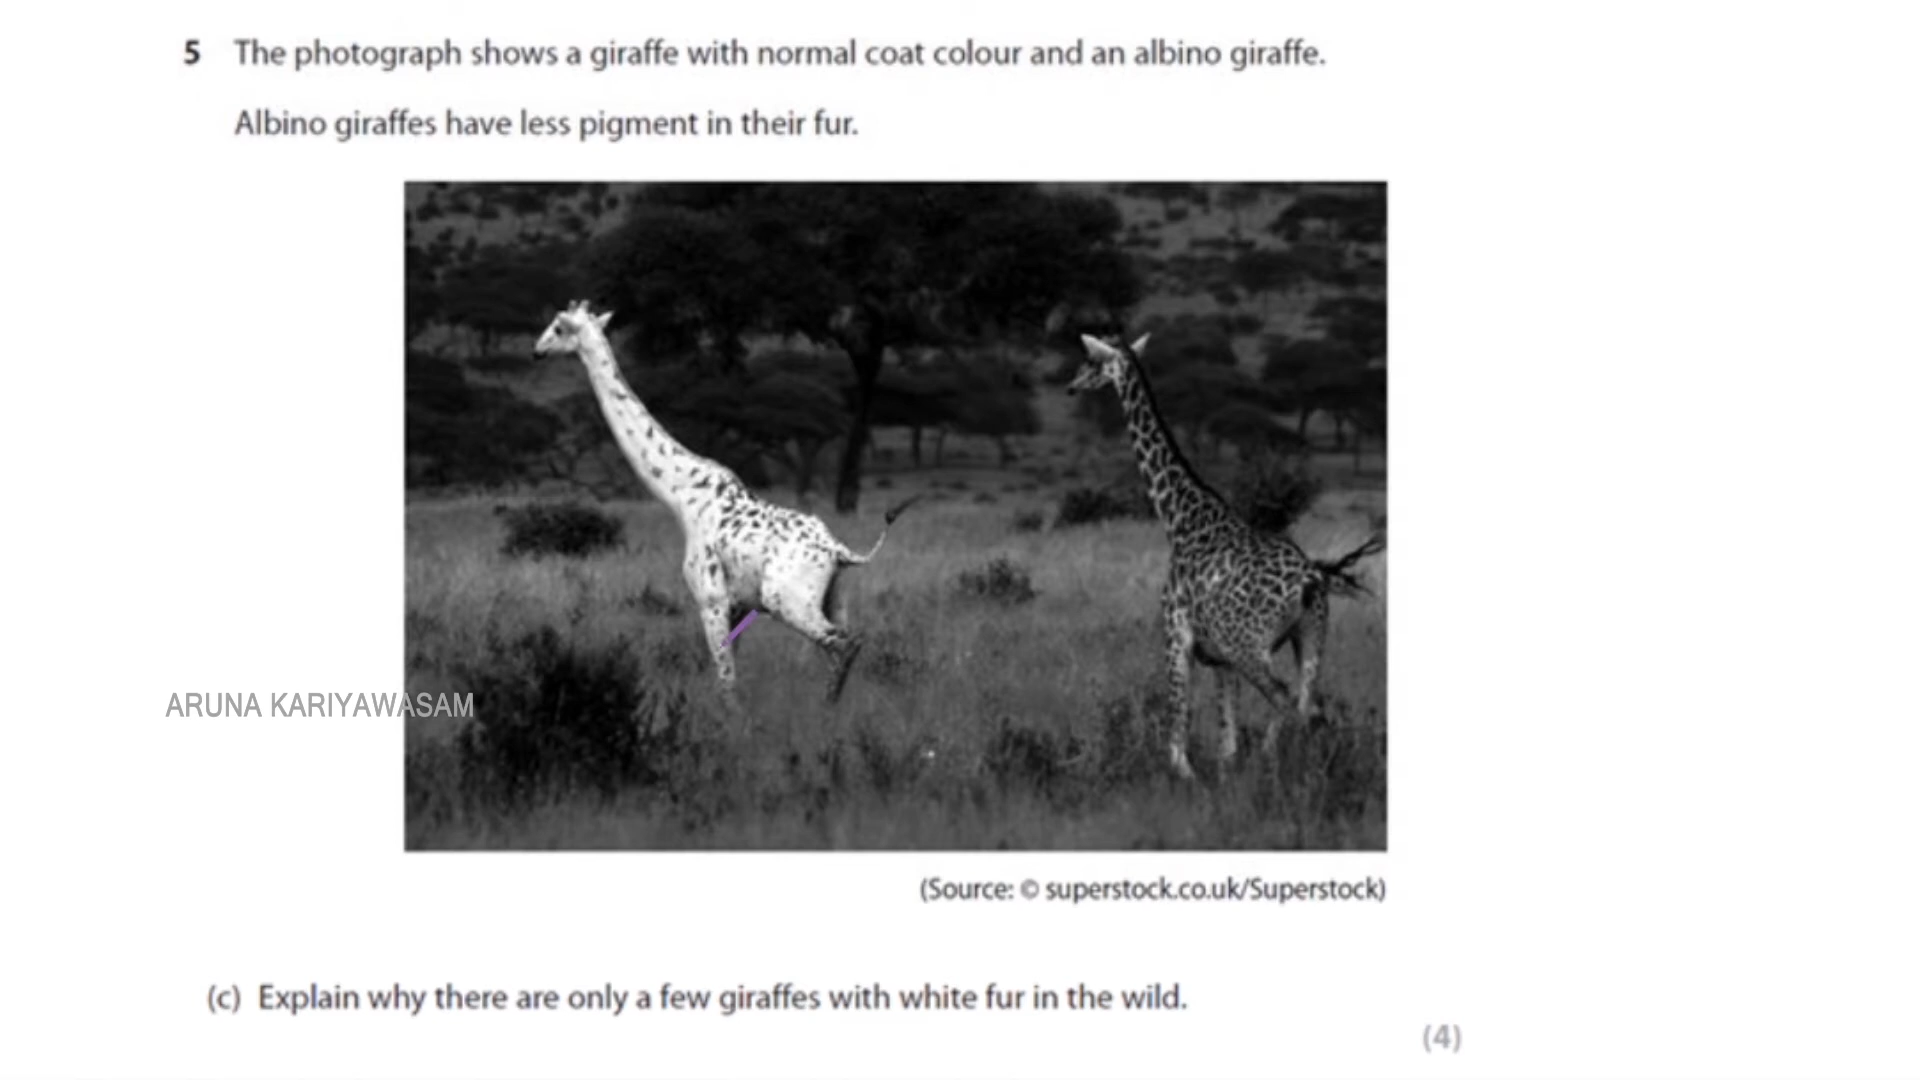 5 The photograph shows a giraffe with normal coat colour and an albino giraffe.
Albino giraffes have less pigment in their fur.
ARUNA KARIYAWASAM
(Source: © superstock.co.uk/Superstock)
(c) Explain why there are only a few giraffes with white fur in the wild.
(4)